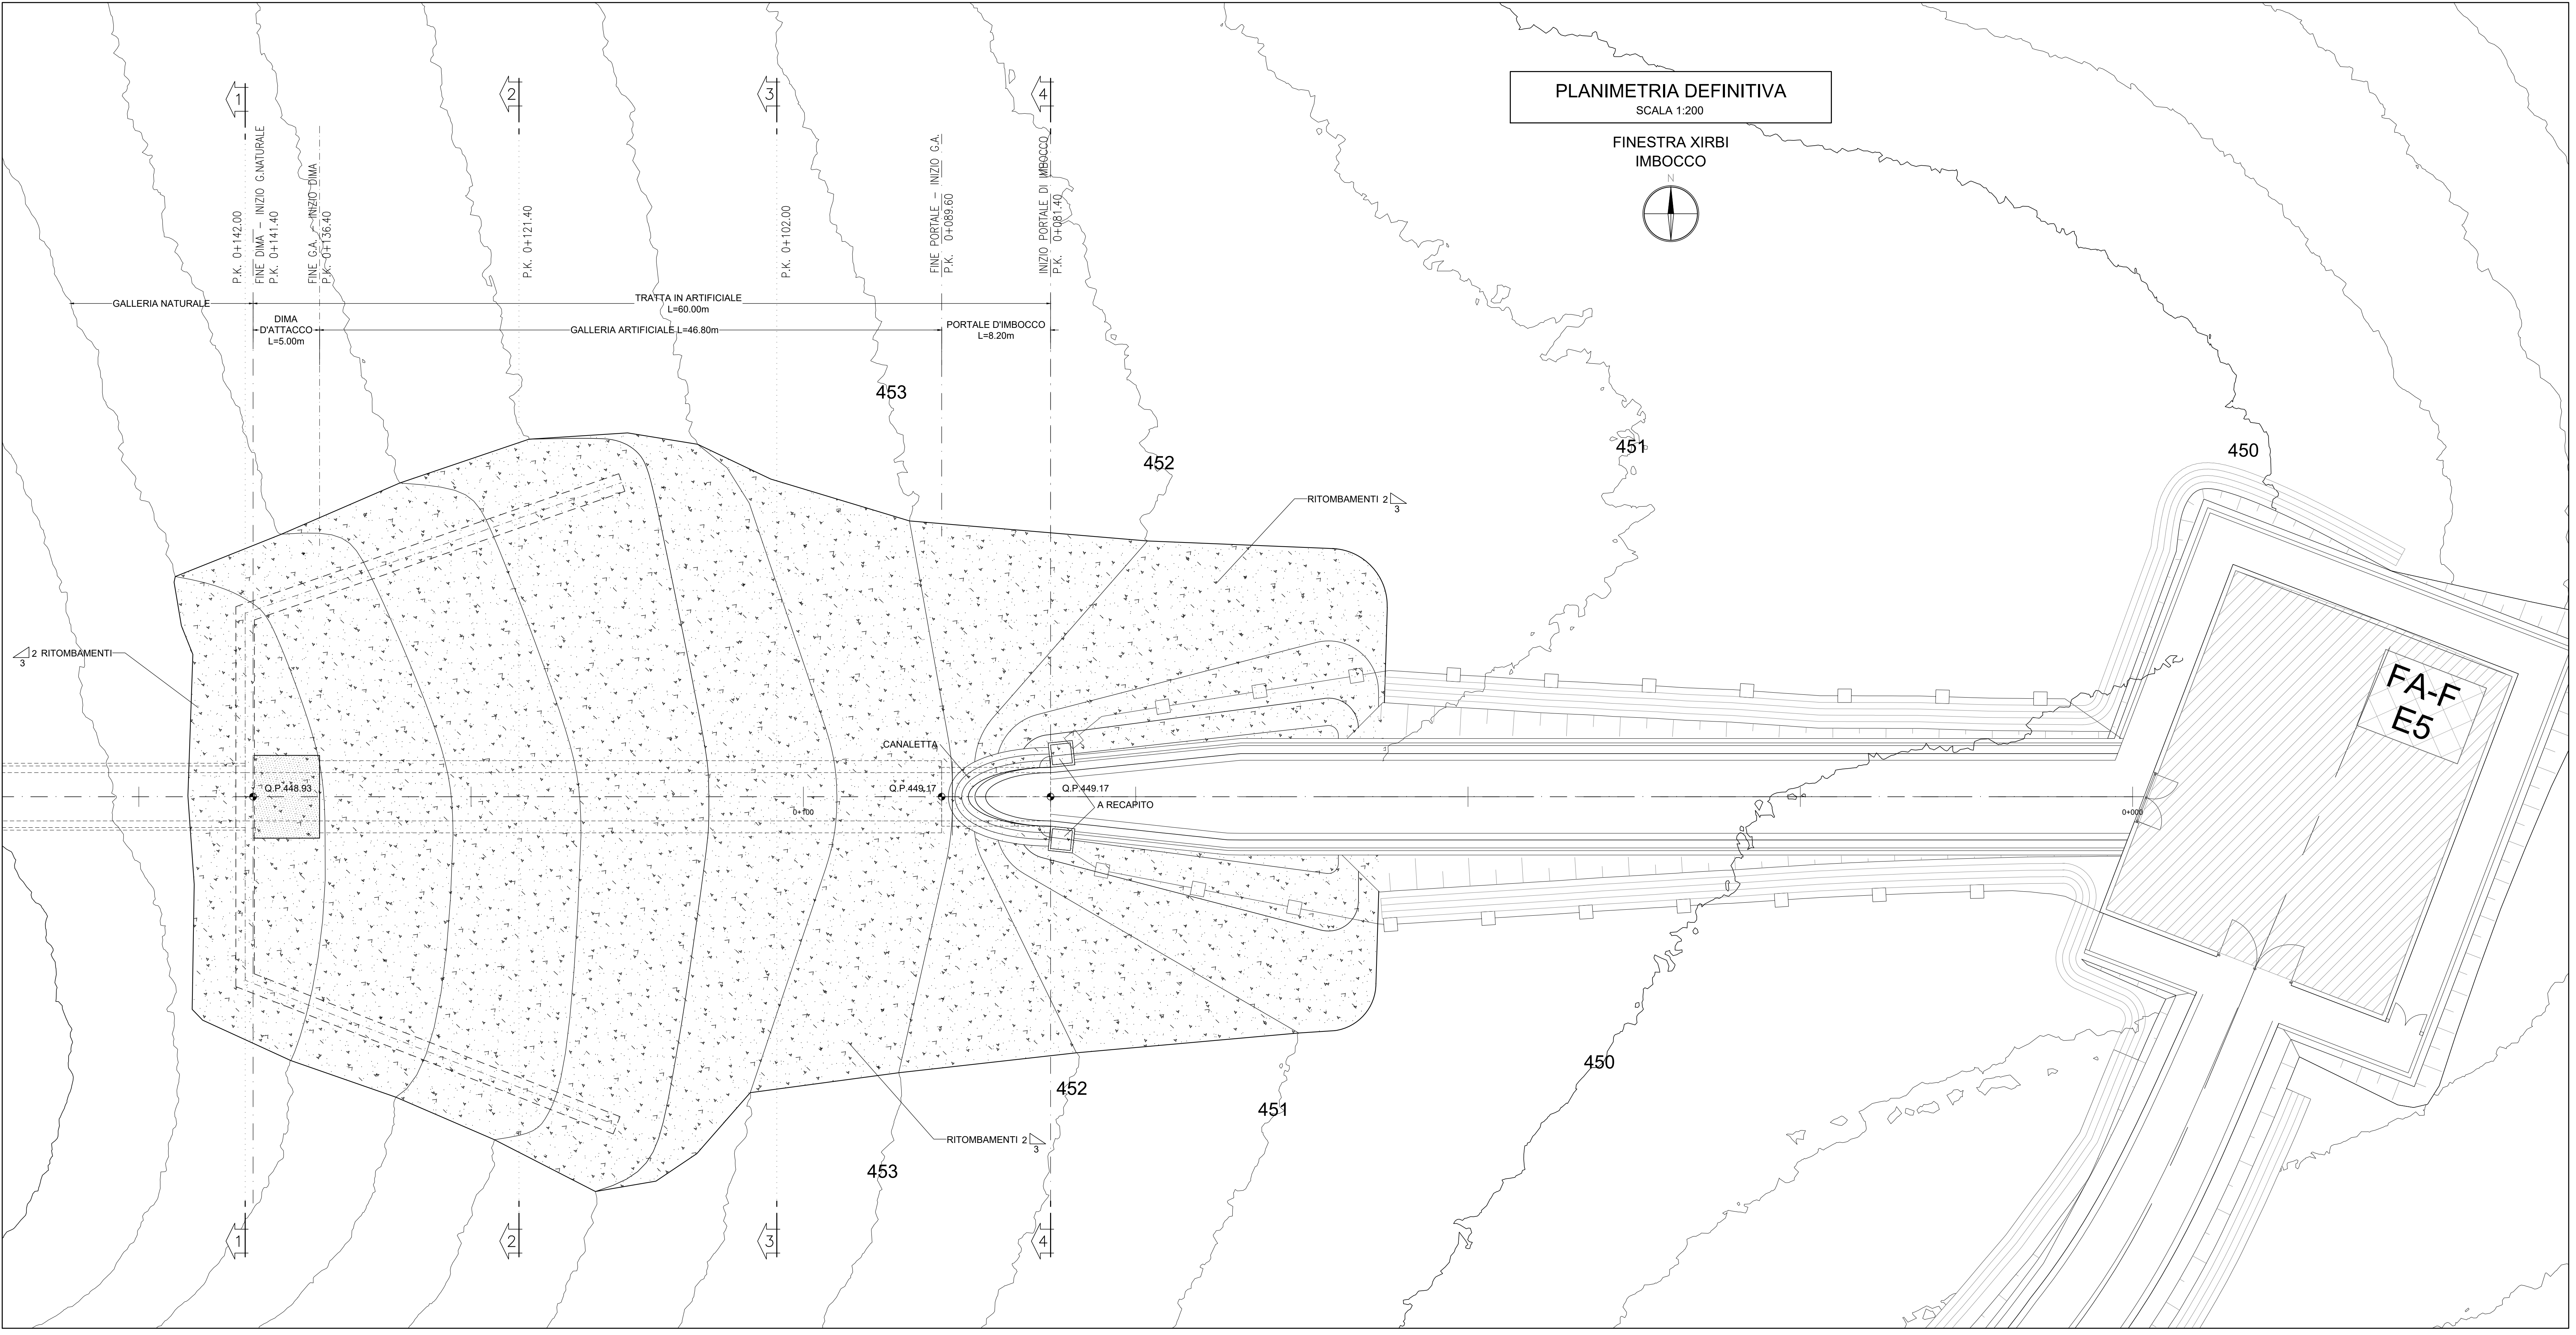 PLANIMETRIA DEFINITIVA
SCALA 1:200
FINESTRA XIRBI
IMBOCCO
N
1
2
3
4
P.K. 0+142.00
FINE DIMA – INIZIO G.NATURALE
P.K. 0+141.40
FINE G.A. – INIZIO DIMA
P.K. 0+136.40
P.K. 0+121.40
P.K. 0+102.00
FINE PORTALE – INIZIO G.A.
P.K. 0+089.60
INIZIO PORTALE DI IMBOCCO
P.K. 0+081.40
GALLERIA NATURALE
TRATTA IN ARTIFICIALE
L=60.00m
DIMA
D'ATTACCO
L=5.00m
GALLERIA ARTIFICIALE L=46.80m
PORTALE D'IMBOCCO
L=8.20m
453
452
451
450
RITOMBAMENTI 2
3
2 RITOMBAMENTI
3
FA-F
E5
CANALETTA
Q.P.448.93
Q.P.449.17
Q.P.449.17
A RECAPITO
0+100
0+000
450
452
451
RITOMBAMENTI 2
3
453
1
2
3
4